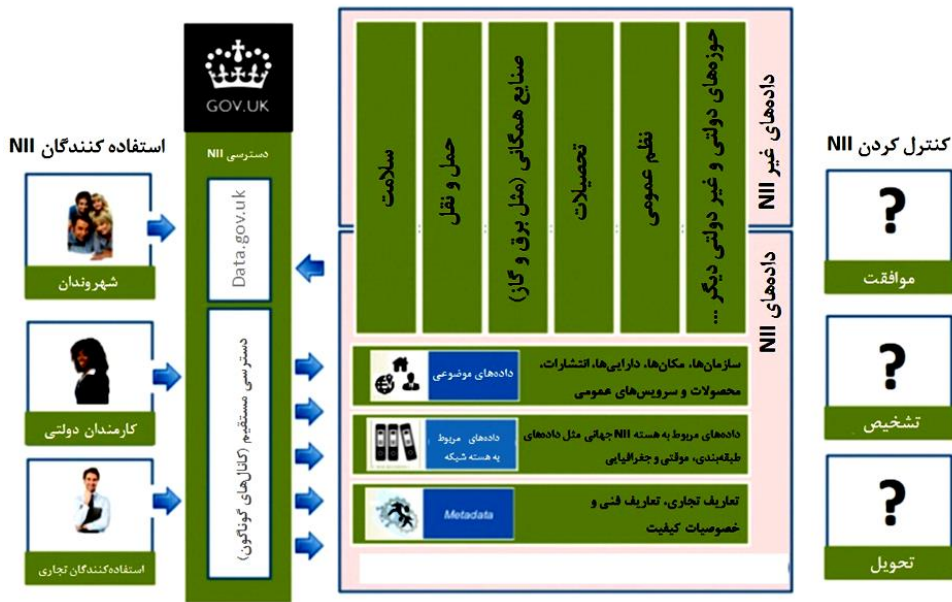 کنترل کردن NII
موافقت
تشخیص
تحویل
داده‌های غیر NII
داده‌های NII
حوزه‌های دولتی و غیر دولتی دیگر ...
نظم عمومی
تحصیلات
صنایع همگانی (مثل برق و گاز)
حمل و نقل
سلامت
سازمان‌ها، مکان‌ها، دارایی‌ها، انتشارات،
محصولات و سرویس‌های عمومی
داده‌های موضوعی
داده‌های مربوط به هسته NII جهانی مثل داده‌های
طبقه‌بندی، موقتی و جغرافیایی
داده‌های مربوط
به هسته شبکه
تعاریف تجاری، تعاریف فنی و
خصوصیات کیفیت
Metadata
GOV.UK
دسترسی NII
Data.gov.uk
دسترسی مستقیم (کانال‌های گوناگون)
استفاده کنندگان NII
شهروندان
کارمندان دولتی
استفاده‌کنندگان تجاری
?
?
?